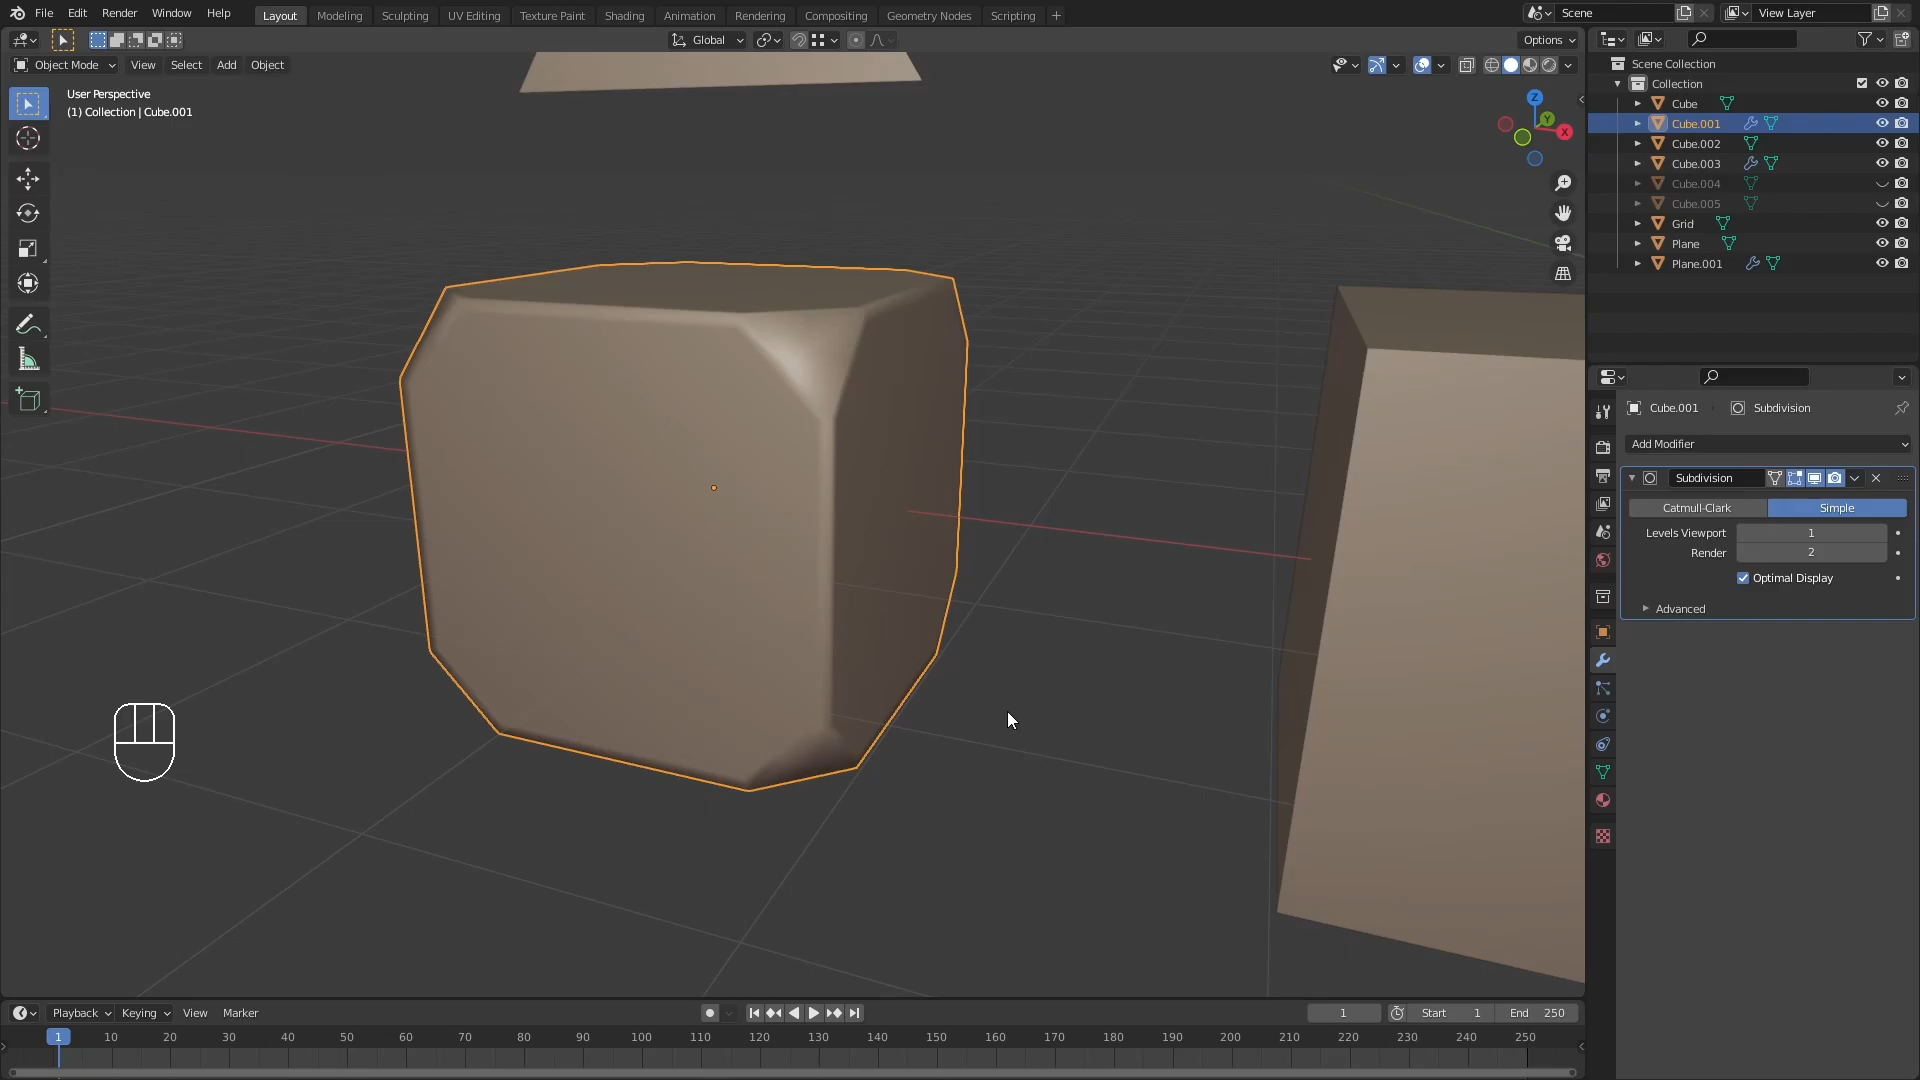 File Edit Render Window Help Layout Modeling Sculpting UV Editing Texture Paint Shading Animation Rendering Compositing Geometry Nodes Scripting + Scene View Layer
Global Options
Object Mode View Select Add Object
User Perspective
(1) Collection | Cube.001
Z
Y
X
Scene Collection
Collection
Cube
Cube.001
Cube.002
Cube.003
Cube.004
Cube.005
Grid
Plane
Plane.001
Cube.001 Subdivision
Add Modifier
Subdivision
Catmull-Clark Simple
Levels Viewport 1
Render 2
Optimal Display
Advanced
Playback Keying View Marker 1 Start 1 End 250
1 10 20 30 40 50 60 70 80 90 100 110 120 130 140 150 160 170 180 190 200 210 220 230 240 250